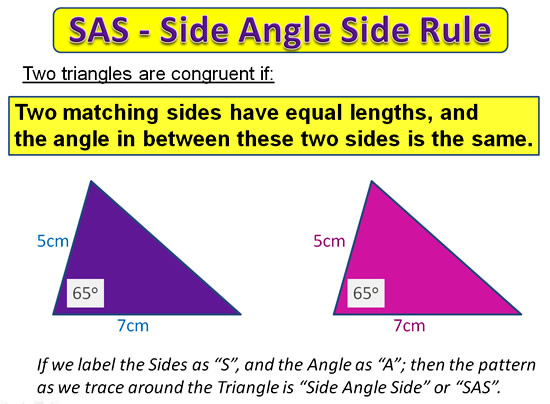 SAS - Side Angle Side Rule
Two triangles are congruent if:
Two matching sides have equal lengths, and
the angle in between these two sides is the same.
5cm
65°
7cm
5cm
65°
7cm
If we label the Sides as “S”, and the Angle as “A”; then the pattern
as we trace around the Triangle is “Side Angle Side” or “SAS”.